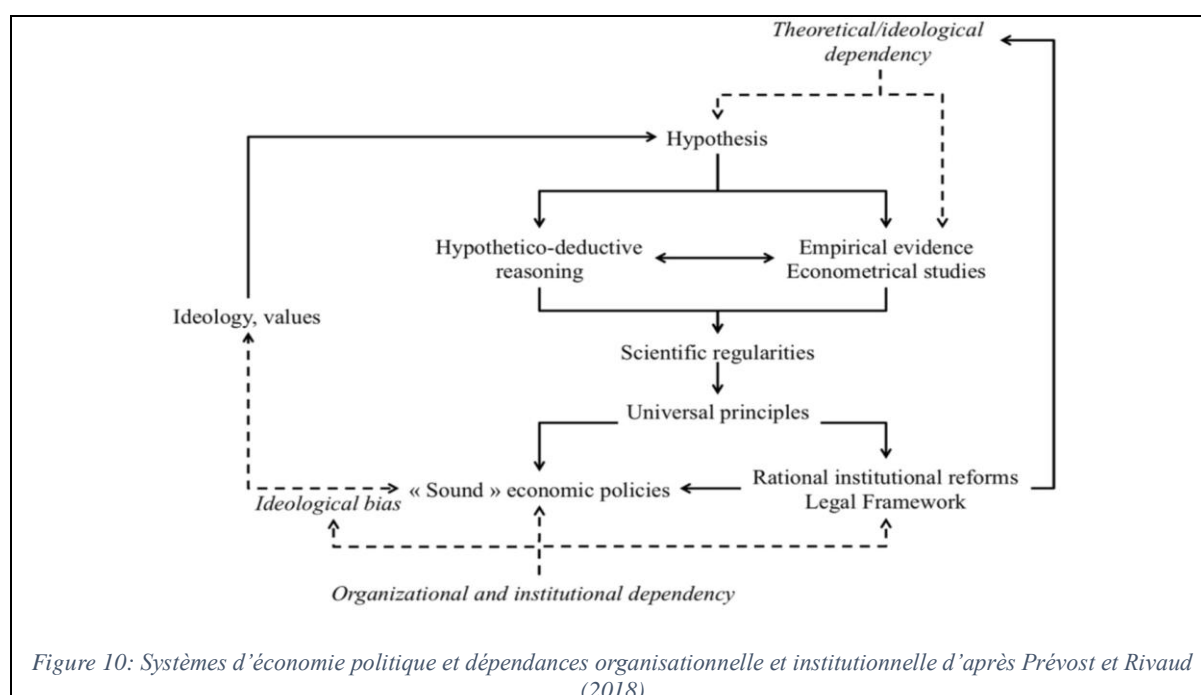 Theoretical/ideological
dependency
Hypothesis
Hypothetico-deductive
reasoning
Empirical evidence
Econometrical studies
Ideology, values
Scientific regularities
Universal principles
« Sound » economic policies
Rational institutional reforms
Legal Framework
Ideological bias
Organizational and institutional dependency
Figure 10: Systèmes d'économie politique et dépendances organisationnelle et institutionnelle d'après Prévost et Rivaud
(2018)